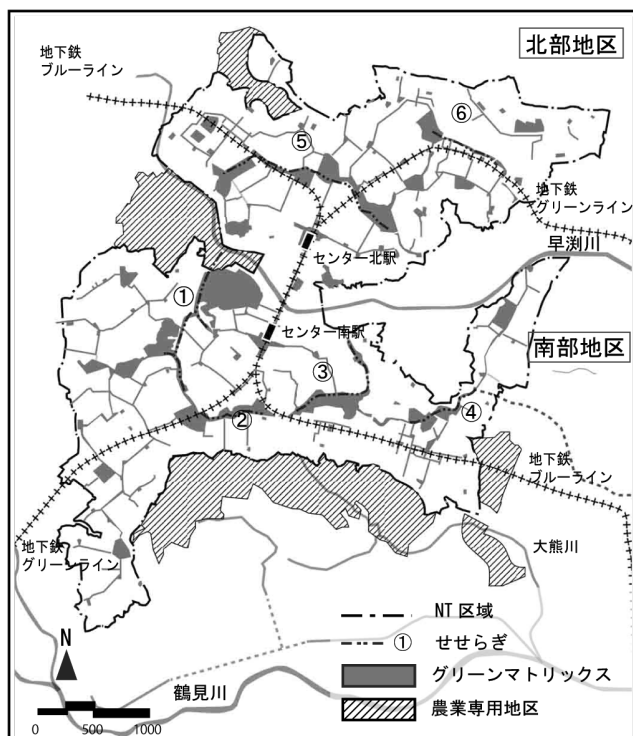 北部地区
地下鉄
ブルーライン
⑥
⑤
地下鉄
グリーンライン
早渕川
センター北駅
①
センター南駅
南部地区
③
④
②
地下鉄
ブルーライン
地下鉄
グリーンライン
大熊川
N
鶴見川
0 500 1000
NT 区域
① せせらぎ
グリーンマトリックス
農業専用地区